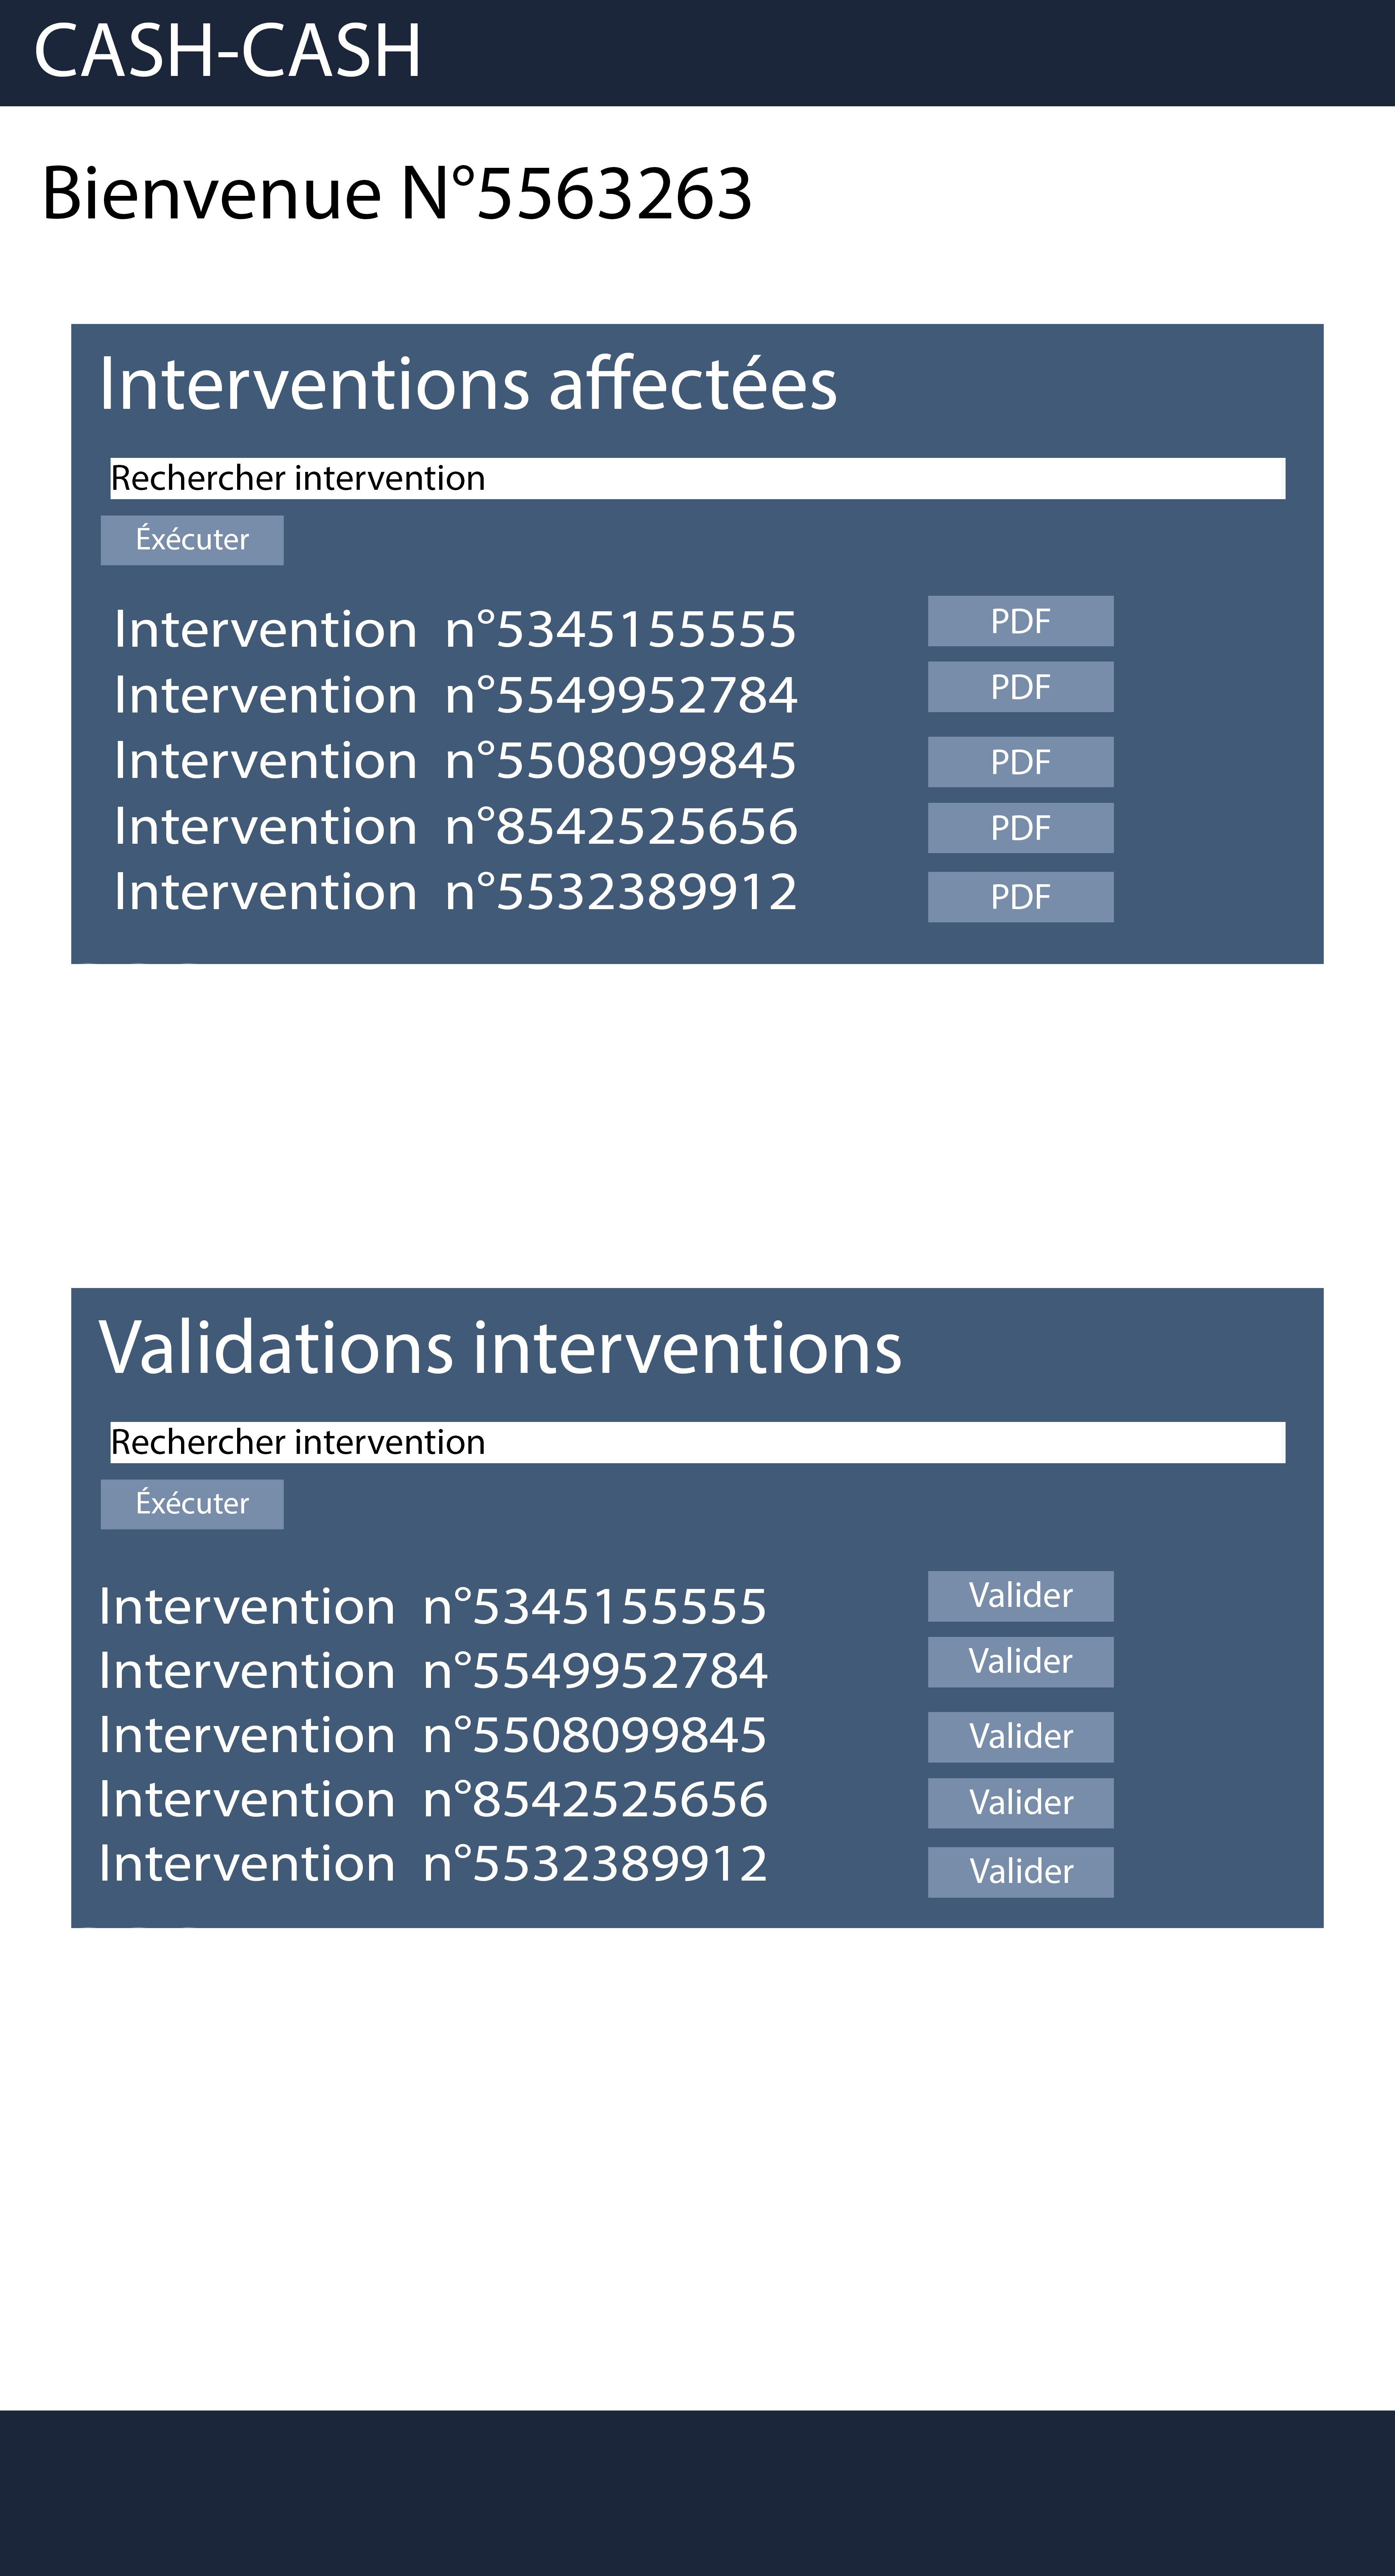 CASH-CASH
Bienvenue N°5563263
Interventions affectées
Rechercher intervention
Éxécuter
Intervention n°5345155555 PDF
Intervention n°5549952784 PDF
Intervention n°5508099845 PDF
Intervention n°8542525656 PDF
Intervention n°5532389912 PDF
Validations interventions
Rechercher intervention
Éxécuter
Intervention n°5345155555 Valider
Intervention n°5549952784 Valider
Intervention n°5508099845 Valider
Intervention n°8542525656 Valider
Intervention n°5532389912 Valider